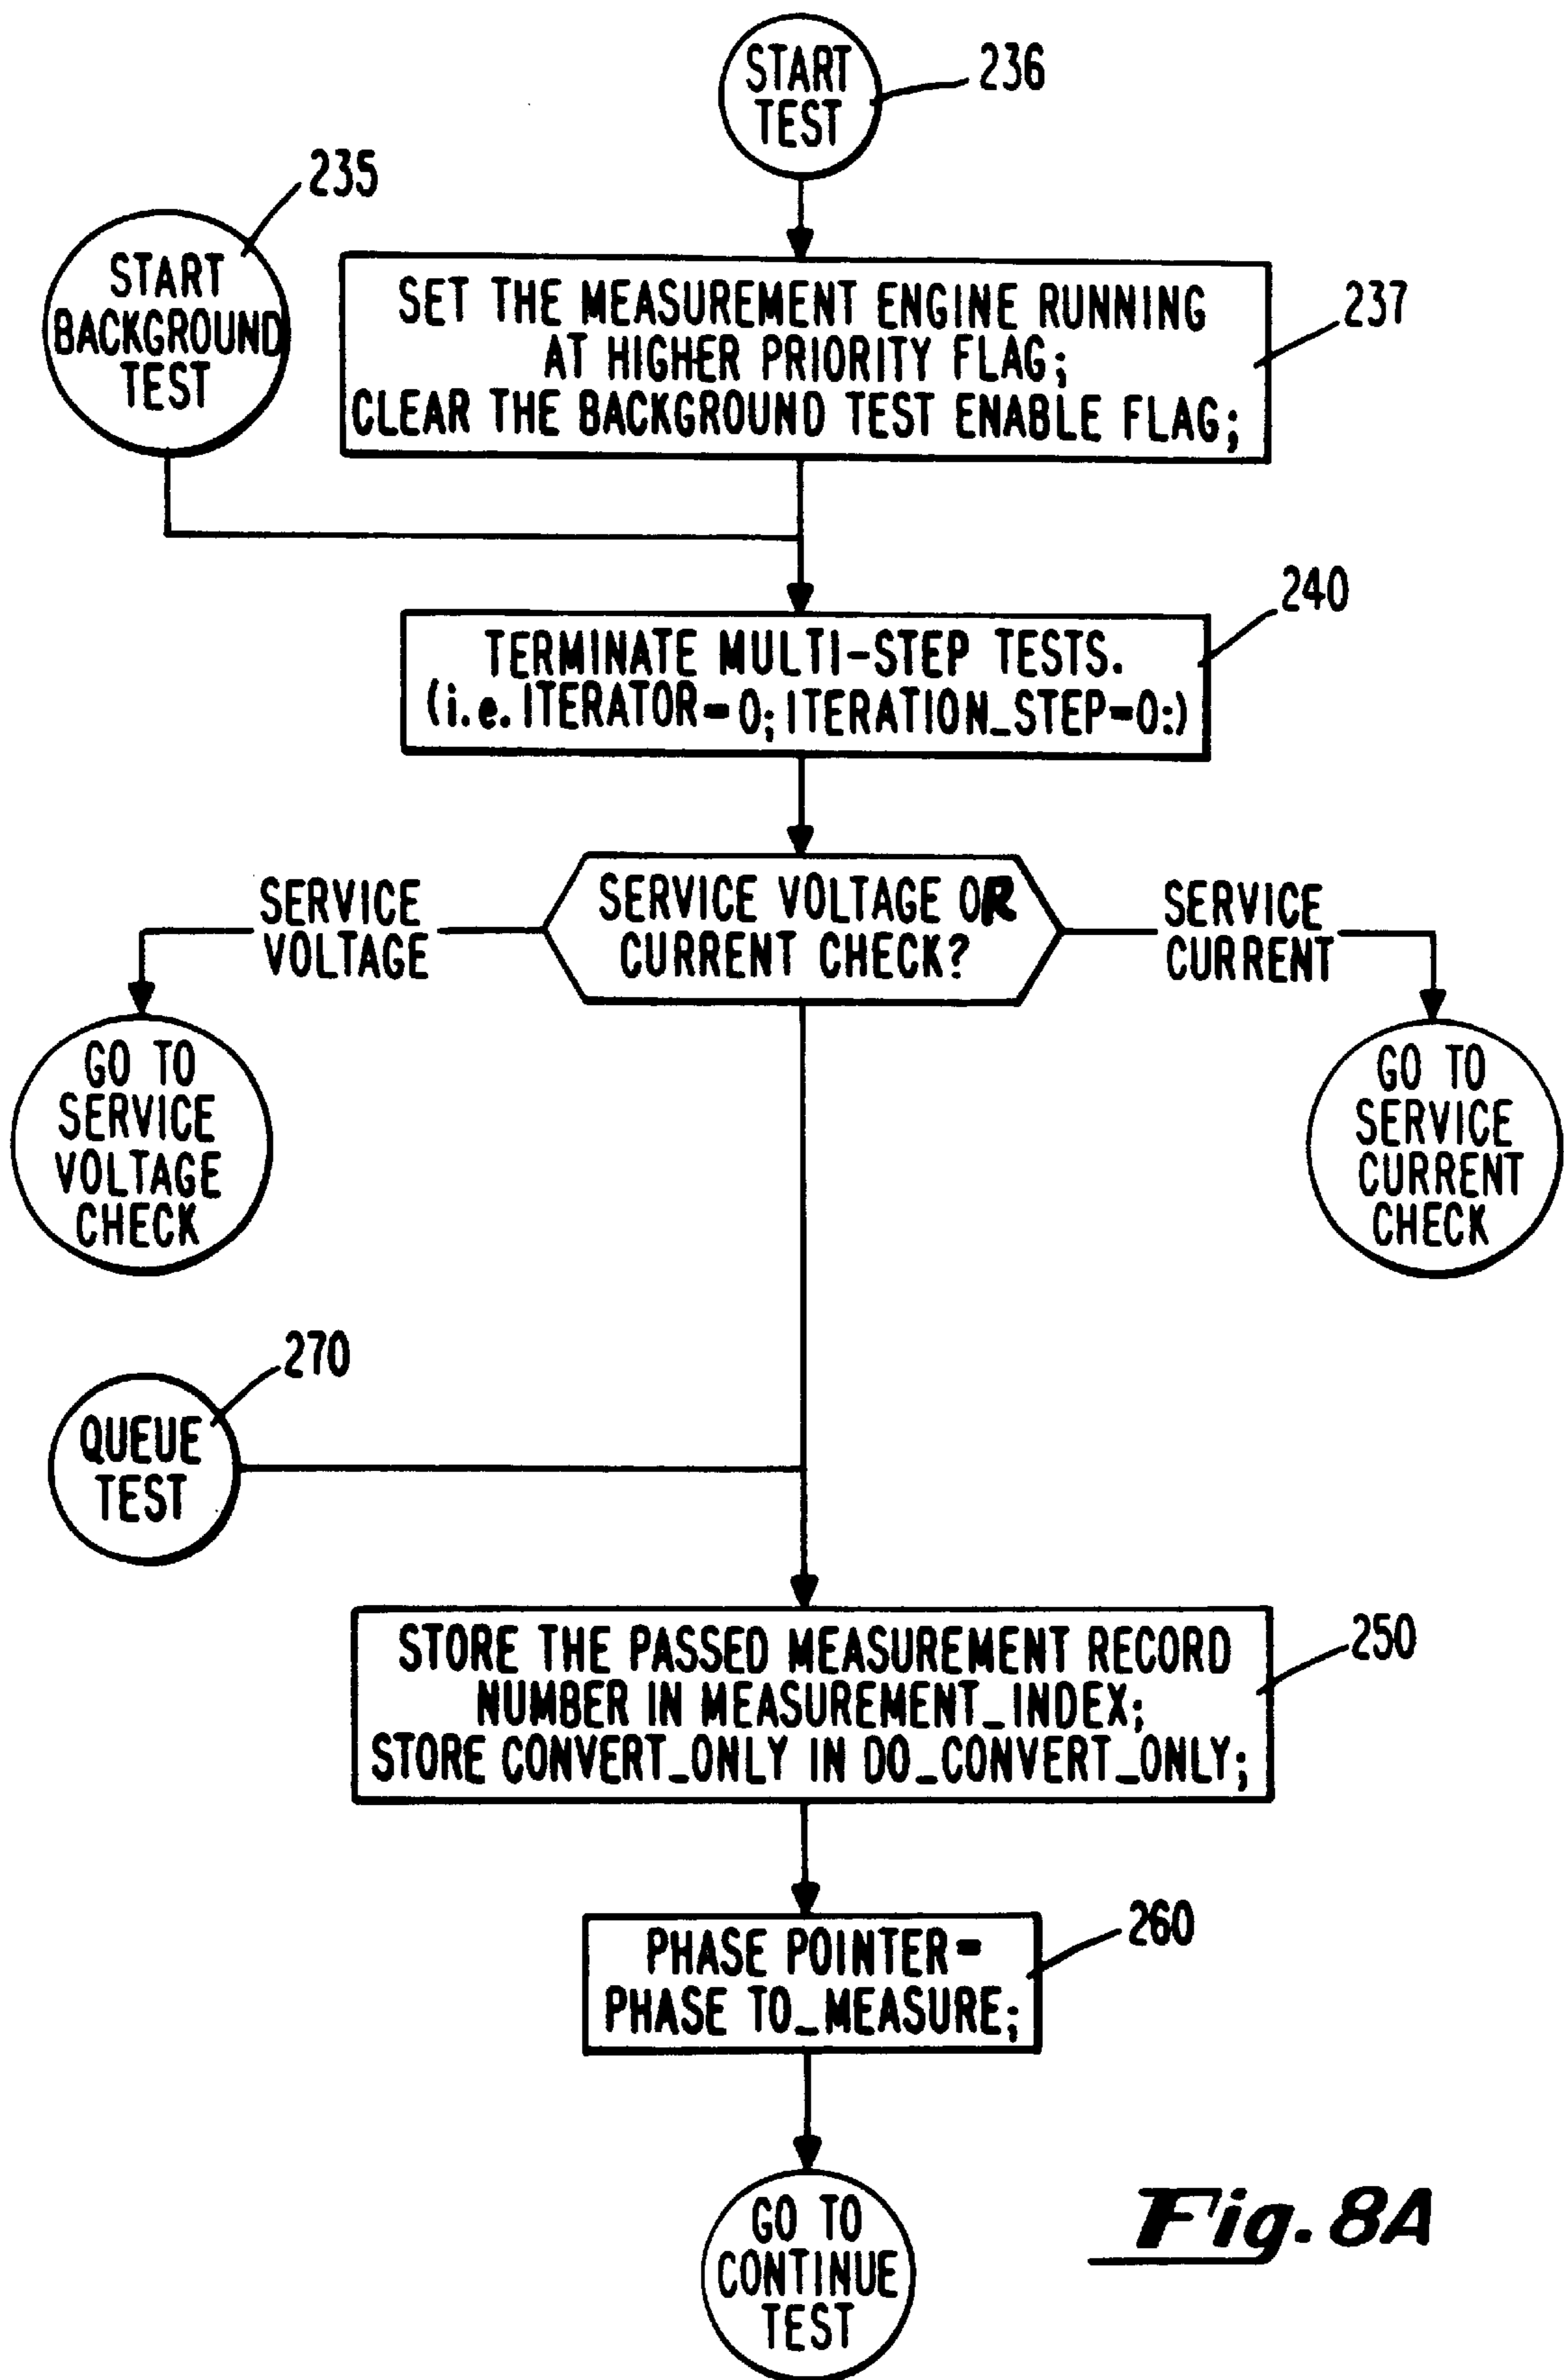 START
TEST
236
235
START
BACKGROUND
TEST
SET THE MEASUREMENT ENGINE RUNNING
AT HIGHER PRIORITY FLAG;
CLEAR THE BACKGROUND TEST ENABLE FLAG;
237
240
TERMINATE MULTI-STEP TESTS.
(i.e. ITERATOR=0; ITERATION_STEP=0:)
SERVICE
VOLTAGE
SERVICE VOLTAGE OR
CURRENT CHECK?
SERVICE
CURRENT
GO TO
SERVICE
VOLTAGE
CHECK
GO TO
SERVICE
CURRENT
CHECK
270
QUEUE
TEST
STORE THE PASSED MEASUREMENT RECORD
NUMBER IN MEASUREMENT_INDEX;
STORE CONVERT_ONLY IN DO_CONVERT_ONLY;
250
PHASE POINTER=
PHASE TO_MEASURE;
260
GO TO
CONTINUE
TEST
Fig. 8A